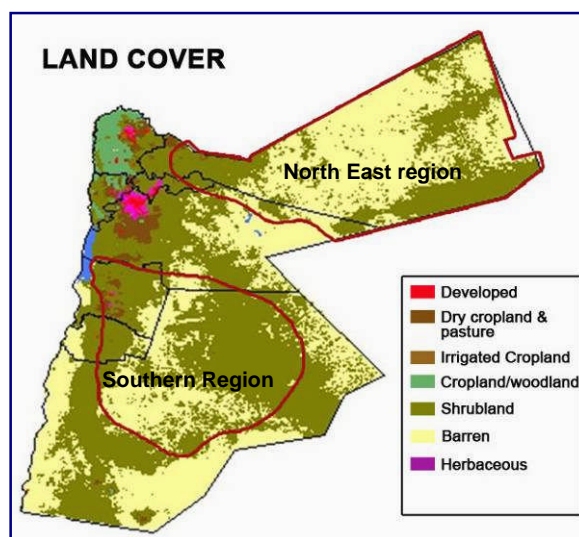 LAND COVER
North East region
Southern Region
Developed
Dry cropland &
pasture
Irrigated Cropland
Cropland/woodland
Shrubland
Barren
Herbaceous